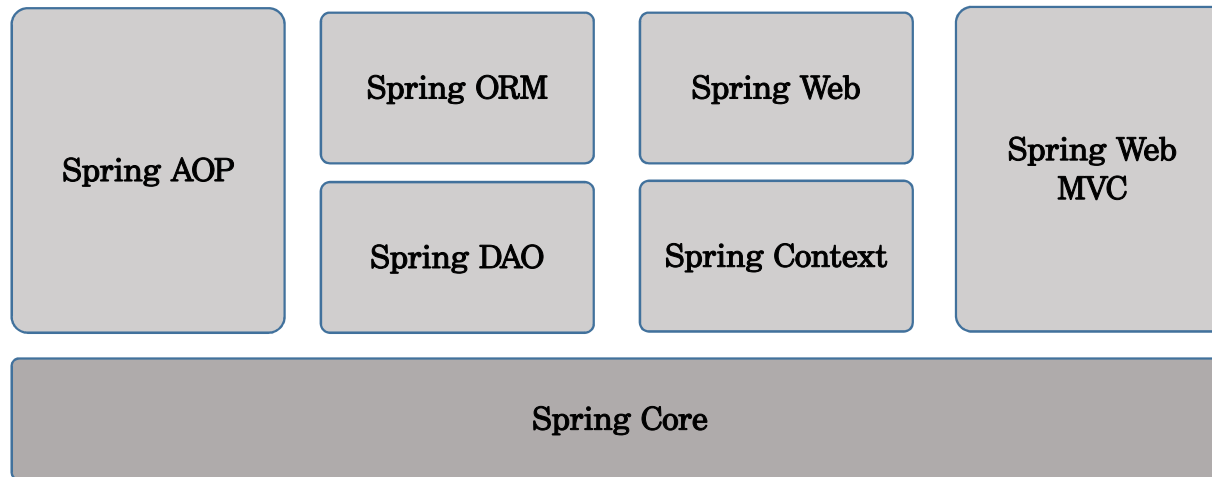 Spring AOP
Spring ORM
Spring DAO
Spring Web
Spring Context
Spring Web
MVC
Spring Core